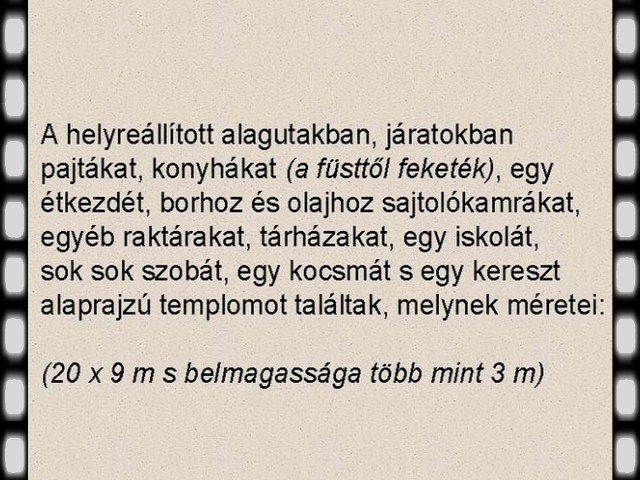 A helyreállított alagutakban, járatokban
pajtákat, konyhákat (a füsttől feketék), egy
étkezdét, borhoz és olajhoz sajtolókamrákat,
egyéb raktárakat, tárházakat, egy iskolát,
sok sok szobát, egy kocsmát s egy kereszt
alaprajzú templomot találtak, melynek méretei:
(20 x 9 m s belmagassága több mint 3 m)